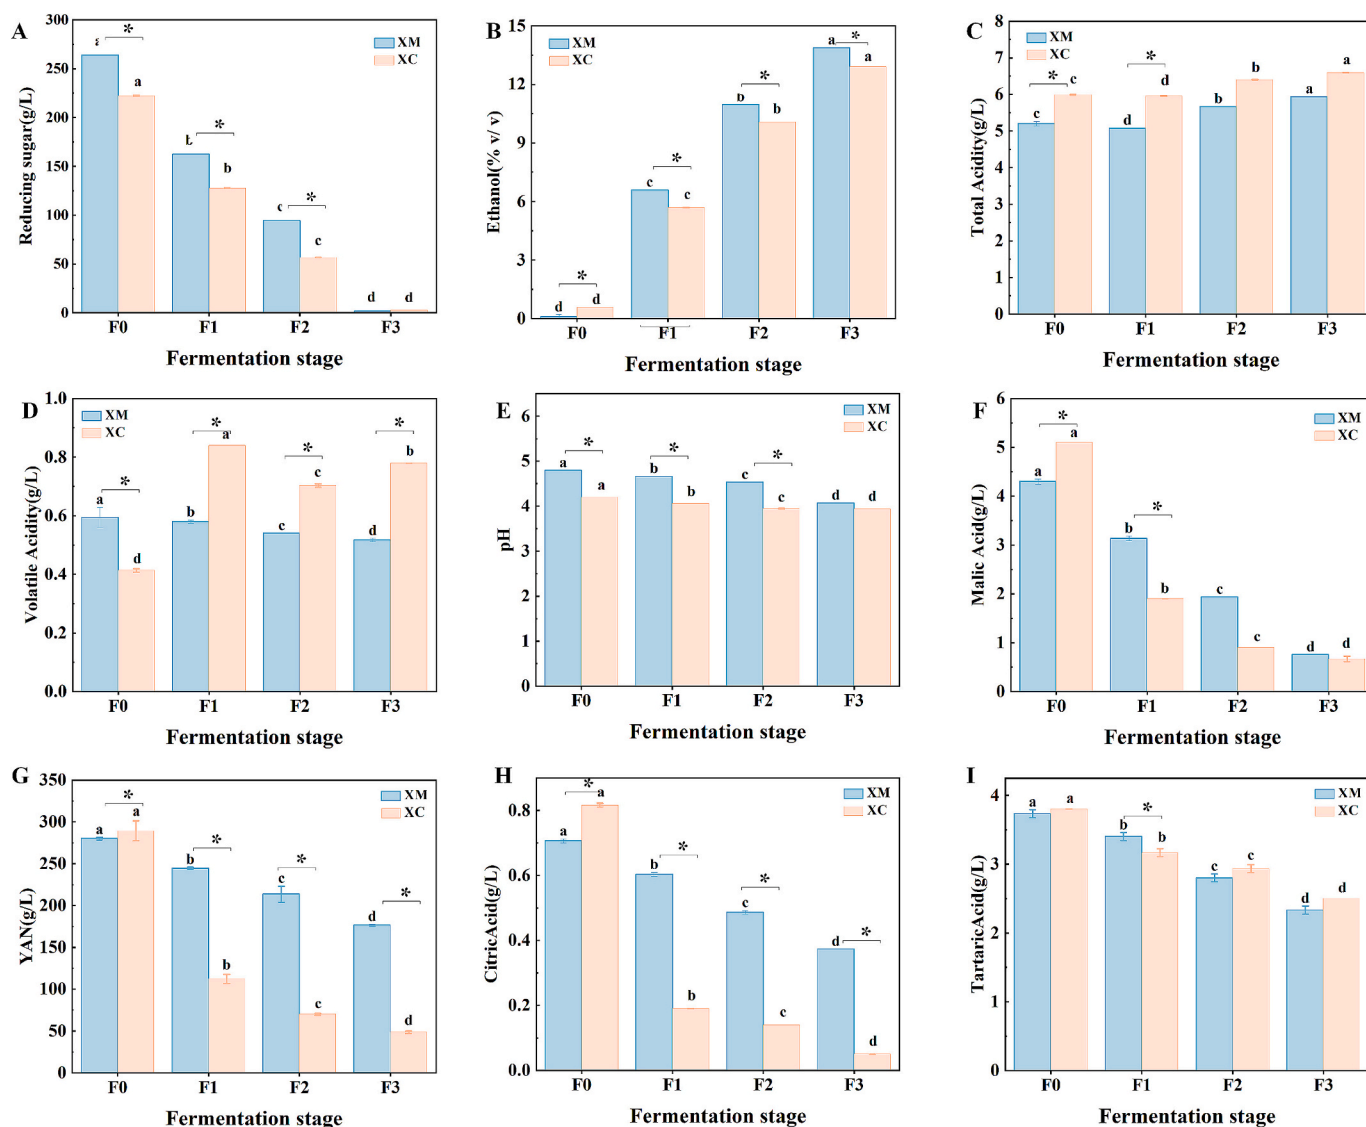 A
Reducing sugar(g/L)
300
250
200
150
100
50
0
XM
XC
a * a
b * b
c * c
d d
F0 F1 F2 F3
Fermentation stage
B
Ethanol(% v/ v)
15
12
9
6
3
0
XM
XC
d * d
c * c
b * b
a * a
F0 F1 F2 F3
Fermentation stage
C
Total Acidity(g/L)
8
7
6
5
4
3
2
1
0
XM
XC
c * c
d * d
b b
a a
F0 F1 F2 F3
Fermentation stage
D
Volatile Acidity(g/L)
1.0
0.8
0.6
0.4
0.2
0.0
XM
XC
a * d
b * a
c * c
d * b
F0 F1 F2 F3
Fermentation stage
E
pH
6
5
4
3
2
1
0
XM
XC
a * a
b * b
c * c
d d
F0 F1 F2 F3
Fermentation stage
F
Malic Acid(g/L)
6
5
4
3
2
1
0
XM
XC
a * a
b * b
c c
d d
F0 F1 F2 F3
Fermentation stage
G
YAN(g/L)
350
300
250
200
150
100
50
0
XM
XC
a * a
b * b
c * c
d * d
F0 F1 F2 F3
Fermentation stage
H
CitricAcid(g/L)
0.8
0.6
0.4
0.2
0.0
XM
XC
a * a
b * b
c * c
d * d
F0 F1 F2 F3
Fermentation stage
I
TartaricAcid(g/L)
4
3
2
1
0
XM
XC
a a
b * b
c c
d d
F0 F1 F2 F3
Fermentation stage